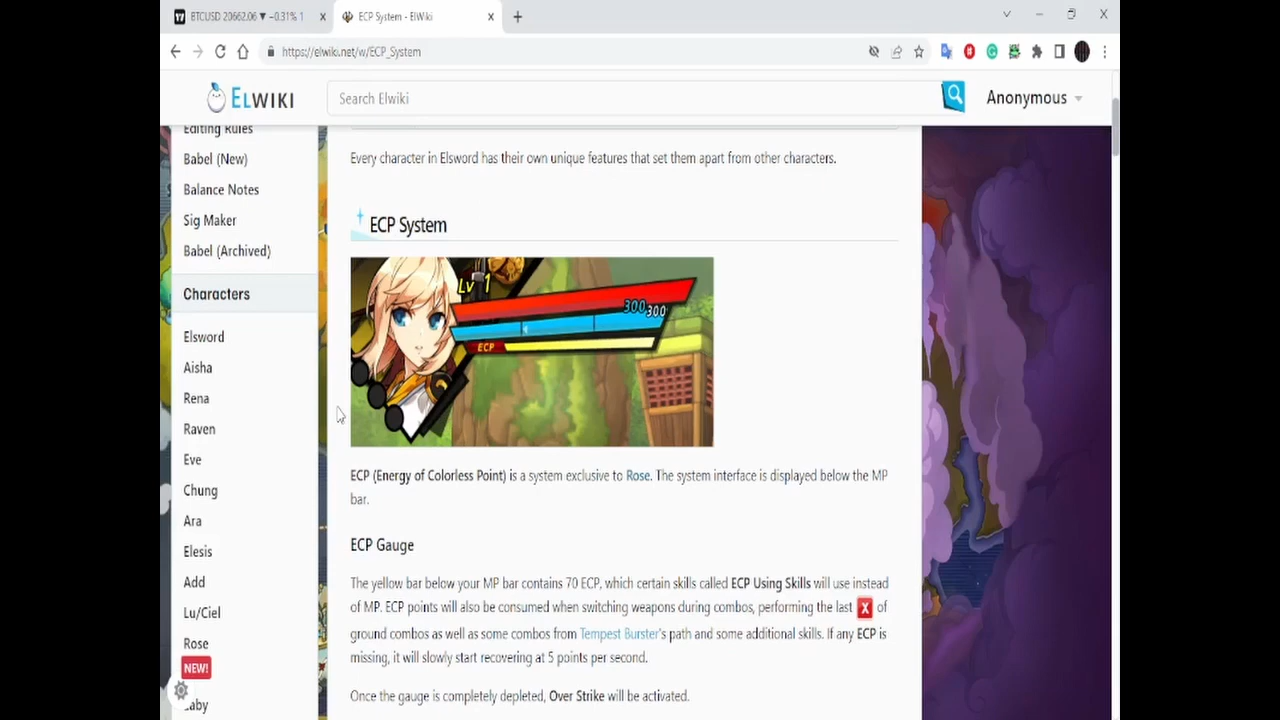 BTCUSD 20662.06 ▼ −0.31% 1
ECP System - ElWiki
https://elwiki.net/w/ECP_System
ELWIKI
Search Elwiki
Anonymous
Editing Rules
Babel (New)
Balance Notes
Sig Maker
Babel (Archived)
Characters
Elsword
Aisha
Rena
Raven
Eve
Chung
Ara
Elesis
Add
Lu/Ciel
Rose
NEW!
Laby
Every character in Elsword has their own unique features that set them apart from other characters.
ECP System
Lv 1
300
300
ECP
ECP (Energy of Colorless Point) is a system exclusive to Rose. The system interface is displayed below the MP
bar.
ECP Gauge
The yellow bar below your MP bar contains 70 ECP, which certain skills called ECP Using Skills will use instead
of MP. ECP points will also be consumed when switching weapons during combos, performing the last X of
ground combos as well as some combos from Tempest Burster's path and some additional skills. If any ECP is
missing, it will slowly start recovering at 5 points per second.
Once the gauge is completely depleted, Over Strike will be activated.